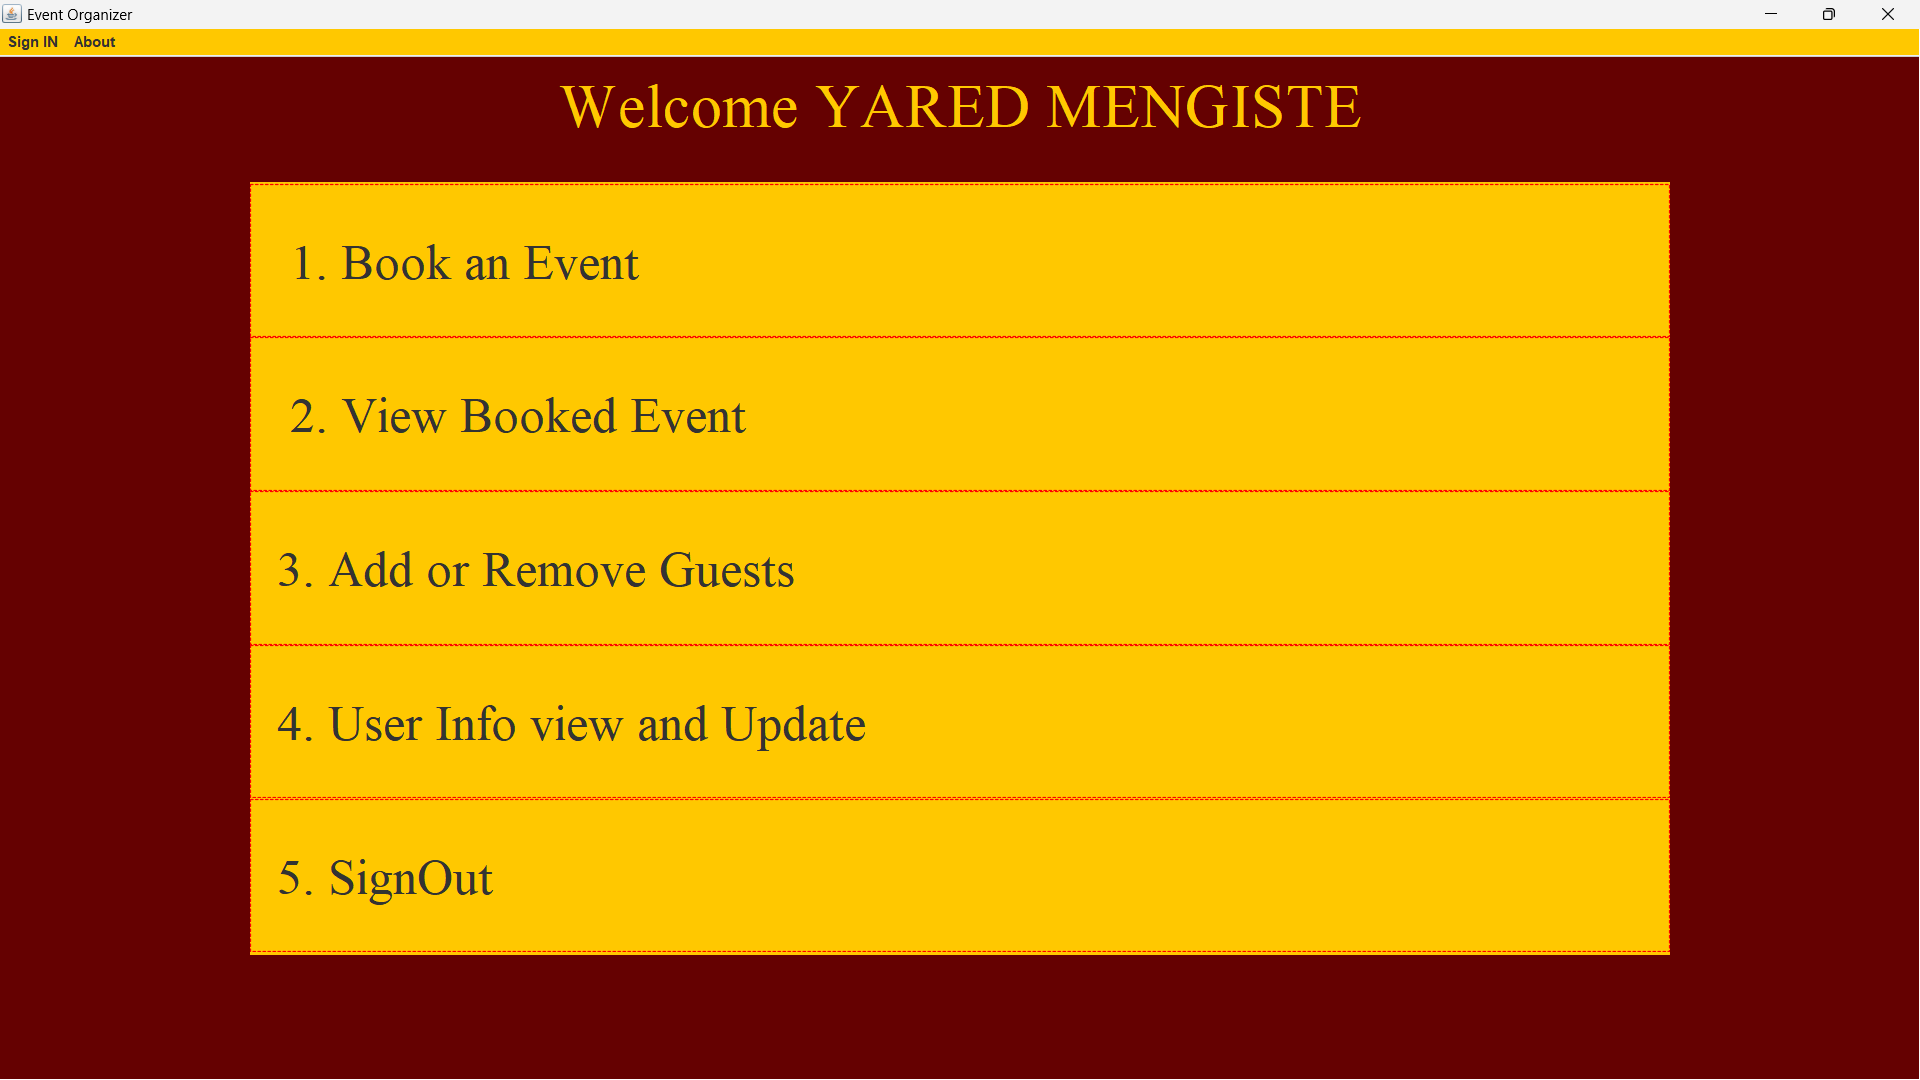 Event Organizer
Sign IN About
Welcome YARED MENGISTE
1. Book an Event
2. View Booked Event
3. Add or Remove Guests
4. User Info view and Update
5. SignOut